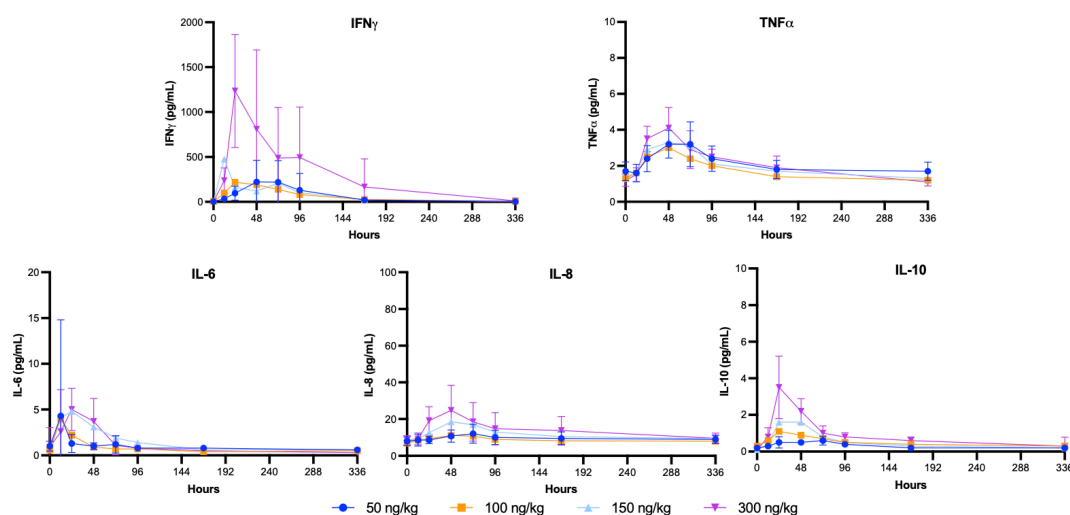 IFNγ
IFNγ (pg/mL)
2000
1500
1000
500
0
0 48 96 144 192 240 288 336
Hours
TNFα
TNFα (pg/mL)
10
8
6
4
2
0
0 48 96 144 192 240 288 336
Hours
IL-6
IL-6 (pg/mL)
20
15
10
5
0
0 48 96 144 192 240 288 336
Hours
IL-8
IL-8 (pg/mL)
100
80
60
40
20
0
0 48 96 144 192 240 288 336
Hours
IL-10
IL-10 (pg/mL)
10
8
6
4
2
0
0 48 96 144 192 240 288 336
Hours
50 ng/kg 100 ng/kg 150 ng/kg 300 ng/kg